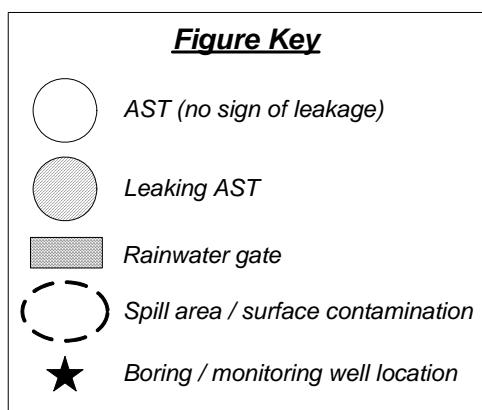 Figure Key
AST (no sign of leakage)
Leaking AST
Rainwater gate
Spill area / surface contamination
Boring / monitoring well location